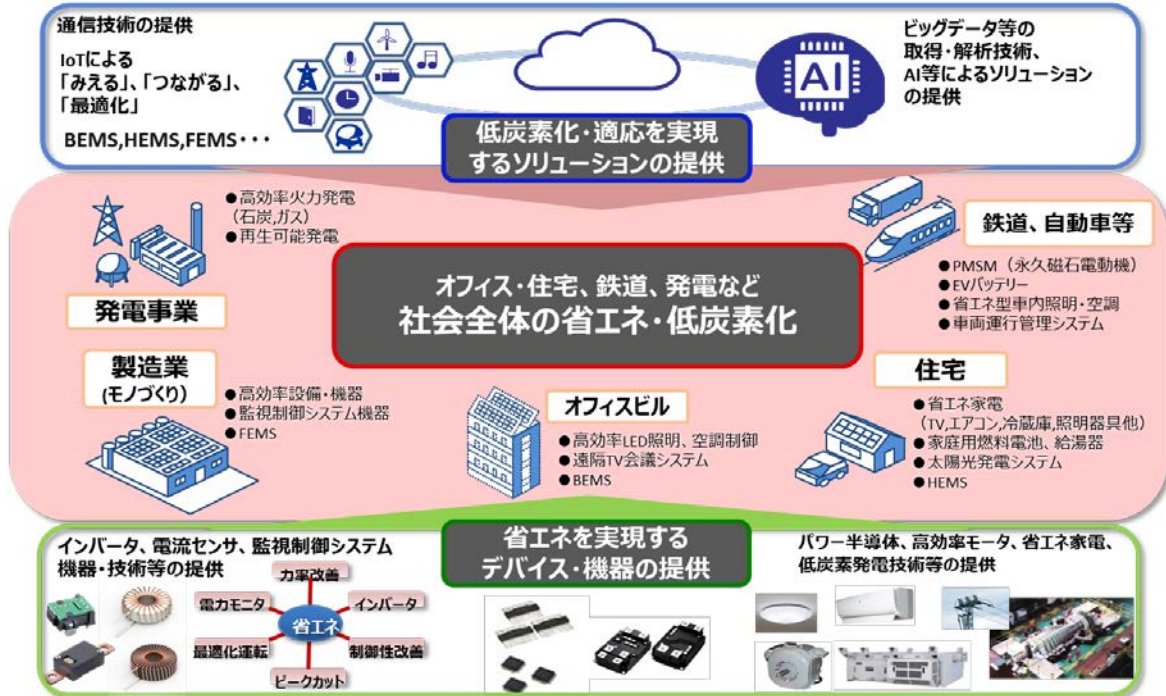 通信技術の提供
IoTによる
「みえる」、「つながる」、
「最適化」
BEMS,HEMS,FEMS・・・
AI
ビッグデータ等の
取得・解析技術、
AI等によるソリューション
の提供
低炭素化・適応を実現
するソリューションの提供
●高効率火力発電
（石炭,ガス）
●再生可能発電
発電事業
鉄道、自動車等
●PMSM（永久磁石電動機）
●EVバッテリー
●省エネ型車内照明・空調
●車両運行管理システム
オフィス・住宅、鉄道、発電など
社会全体の省エネ・低炭素化
製造業
(モノづくり）
●高効率設備・機器
●監視制御システム機器
●FEMS
オフィスビル
●高効率LED照明、空調制御
●遠隔TV会議システム
●BEMS
住宅
●省エネ家電
（TV,エアコン,冷蔵庫,照明器具他）
●家庭用燃料電池、給湯器
●太陽光発電システム
●HEMS
省エネを実現する
デバイス・機器の提供
インバータ、電流センサ、監視制御システム
機器・技術等の提供
力率改善
電力モニタ
インバータ
省エネ
最適化運転
制御性改善
ピークカット
パワー半導体、高効率モータ、省エネ家電、
低炭素発電技術等の提供